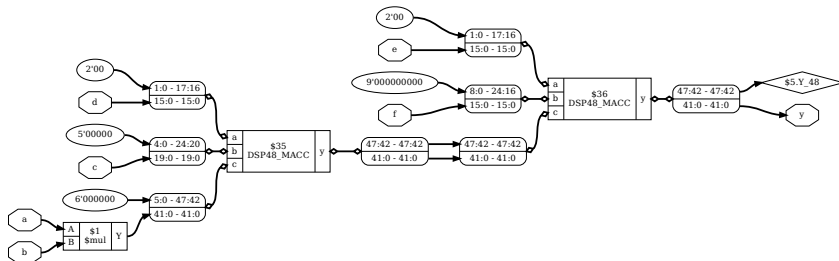 2'00
1:0 - 17:16
e
15:0 - 15:0
a
$36
DSP48_MACC
b
c
y
9'000000000
8:0 - 24:16
f
15:0 - 15:0
47:42 - 47:42
41:0 - 41:0
$5.Y_48
y
2'00
1:0 - 17:16
d
15:0 - 15:0
5'00000
4:0 - 24:20
c
19:0 - 19:0
a
b
c
$35
DSP48_MACC
y
47:42 - 47:42
41:0 - 41:0
47:42 - 47:42
41:0 - 41:0
6'000000
5:0 - 47:42
41:0 - 41:0
a
b
A
B
$1
$mul
Y